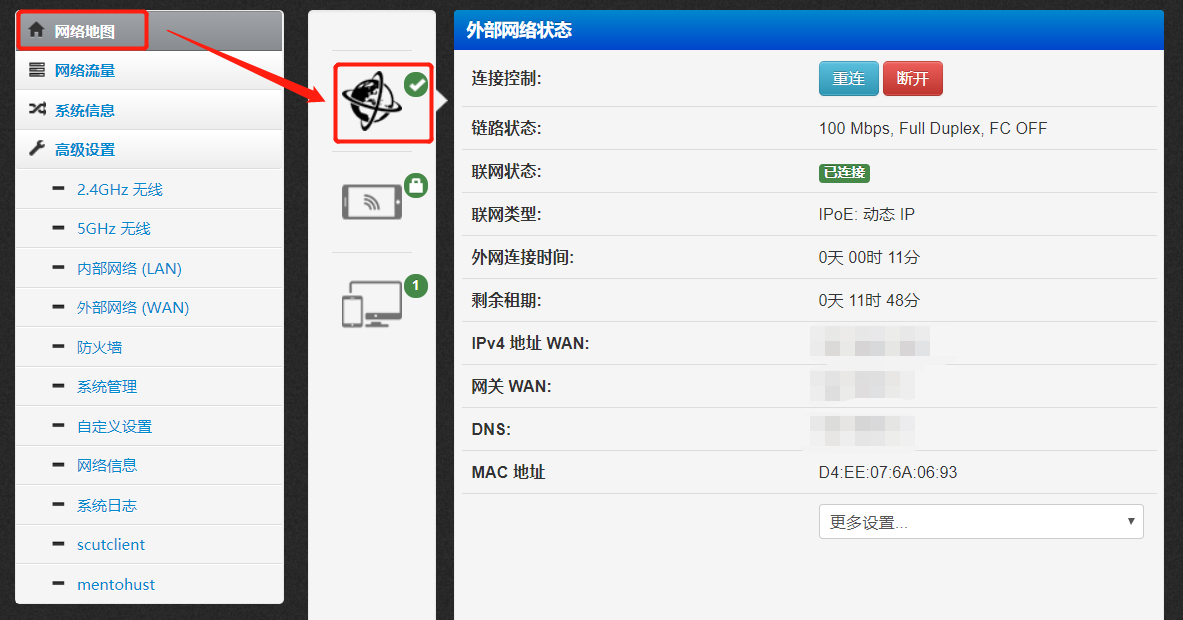 网络地图
网络流量
系统信息
高级设置
2.4GHz 无线
5GHz 无线
内部网络 (LAN)
外部网络 (WAN)
防火墙
系统管理
自定义设置
网络信息
系统日志
scutclient
mentohust
1
外部网络状态
连接控制: 重连 断开
链路状态: 100 Mbps, Full Duplex, FC OFF
联网状态: 已连接
联网类型: IPoE: 动态 IP
外网连接时间: 0天 00时 11分
剩余租期: 0天 11时 48分
IPv4 地址 WAN:
网关 WAN:
DNS:
MAC 地址 D4:EE:07:6A:06:93
更多设置...